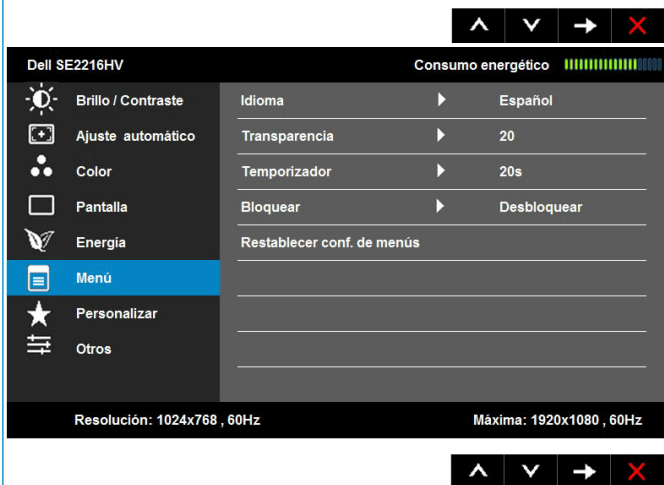 Dell SE2216HV Consumo energético
Brillo / Contraste Idioma Español
Ajuste automático Transparencia 20
Color Temporizador 20s
Pantalla Bloquear Desbloquear
Energía Restablecer conf. de menús
Menú
Personalizar
Otros
Resolución: 1024x768 , 60Hz Máxima: 1920x1080 , 60Hz